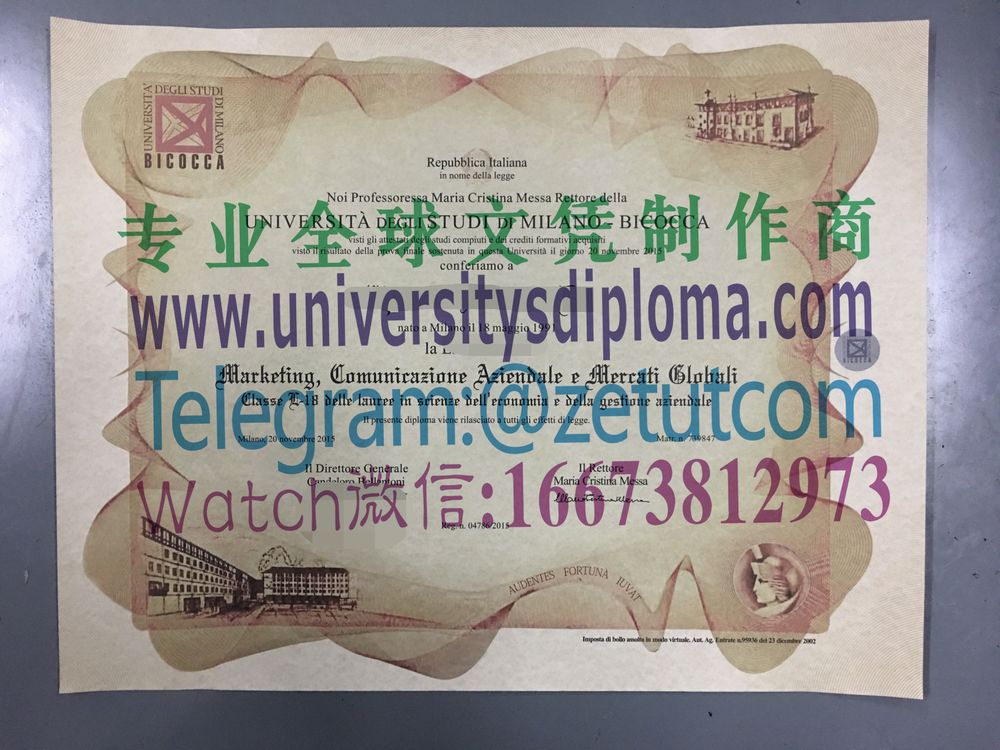 UNIVERSITÀ DEGLI STUDI DI MILANO
BICOCCA
Repubblica Italiana
in nome della legge
Noi Professoressa Maria Cristina Messa Rettore della
UNIVERSITÀ DEGLI STUDI DI MILANO - BICOCCA
专业全球文凭制作商
visti gli attestati degli studi compiuti e dei crediti formativi acquisiti
visto il risultato della prova finale sostenuta in questa Università il giorno 20 novembre 2015
conferiamo a
www.universitysdiploma.com
nato a Milano il 18 maggio 1991
la L
BICOCCA
Marketing, Comunicazione Aziendale e Mercati Globali
Classe L-18 delle lauree in scienze dell'economia e della gestione aziendale
Telegram:@zetutcom
Il presente diploma viene rilasciato a tutti gli effetti di legge.
Milano, 20 novembre 2015
Matr. n. 739847
Il Direttore Generale
Il Rettore
Candeloro Bellantoni
Maria Cristina Messa
Watch微信:16673812973
Reg. n. 04786/2015
AUDENTES FORTUNA IUVAT
Imposta di bollo assolta in modo virtuale. Aut. Ag. Entrate n.95936 del 23 dicembre 2002